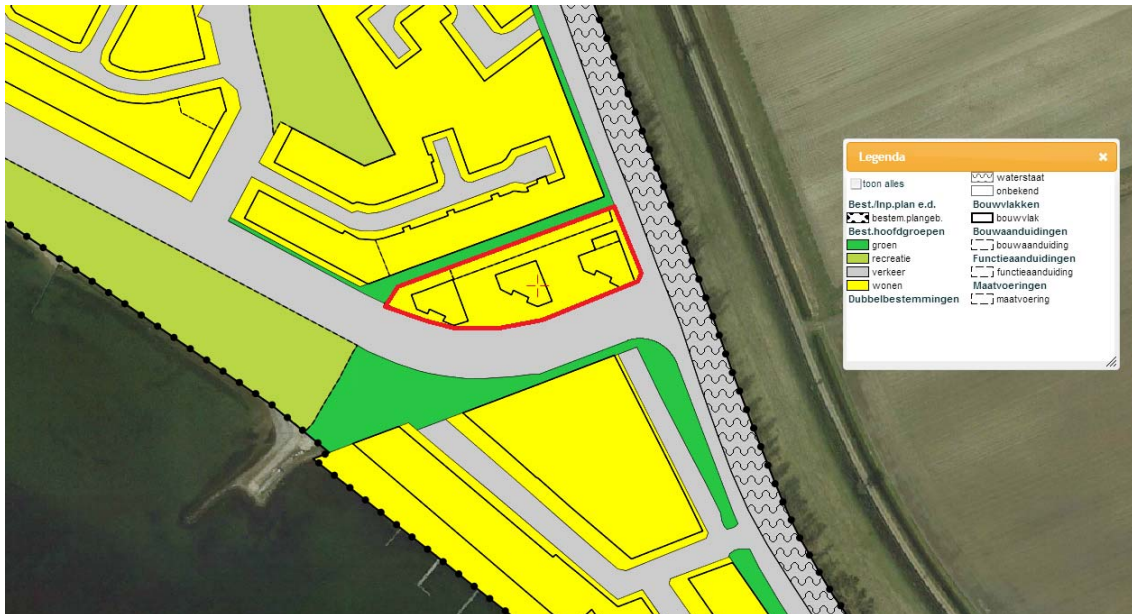 Legenda
toon alles
Best./Inp.plan e.d.
bestem.plangeb.
Best.hoofdgroepen
groen
recreatie
verkeer
wonen
Dubbelbestemmingen
waterstaat
onbekend
Bouwvlakken
bouwvlak
Bouwaanduidingen
bouwaanduiding
Functieaanduidingen
functieaanduiding
Maatvoeringen
maatvoering